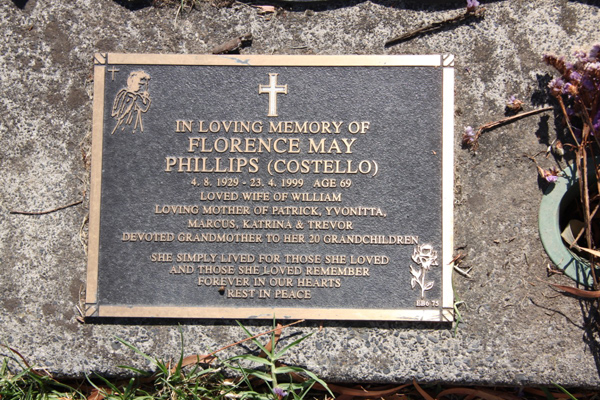 IN LOVING MEMORY OF
FLORENCE MAY
PHILLIPS (COSTELLO)
4. 8. 1929 - 23. 4. 1999 AGE 69
LOVED WIFE OF WILLIAM
LOVING MOTHER OF PATRICK, YVONITTA,
MARCUS, KATRINA & TREVOR
DEVOTED GRANDMOTHER TO HER 20 GRANDCHILDREN
SHE SIMPLY LIVED FOR THOSE SHE LOVED
AND THOSE SHE LOVED REMEMBER
FOREVER IN OUR HEARTS
REST IN PEACE